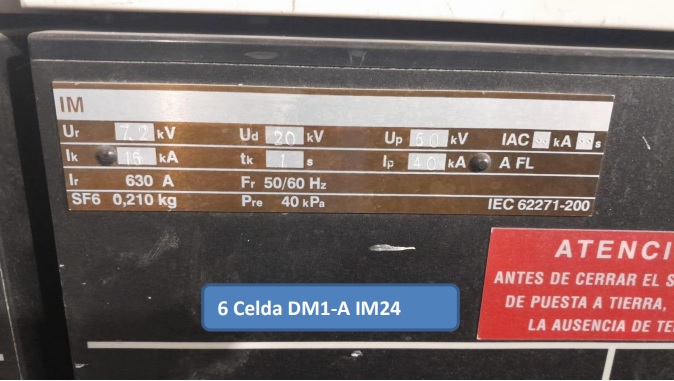 IM
Ur 7.2 kV Ud 20 kV Up 60 kV IAC ** kA ** s
Ik 16 kA tk 1 s Ip 40 kA A FL
Ir 630 A Fr 50/60 Hz
SF6 0,210 kg Pre 40 kPa IEC 62271-200
ATENCI
ANTES DE CERRAR EL S
DE PUESTA A TIERRA,
LA AUSENCIA DE TE
6 Celda DM1-A IM24